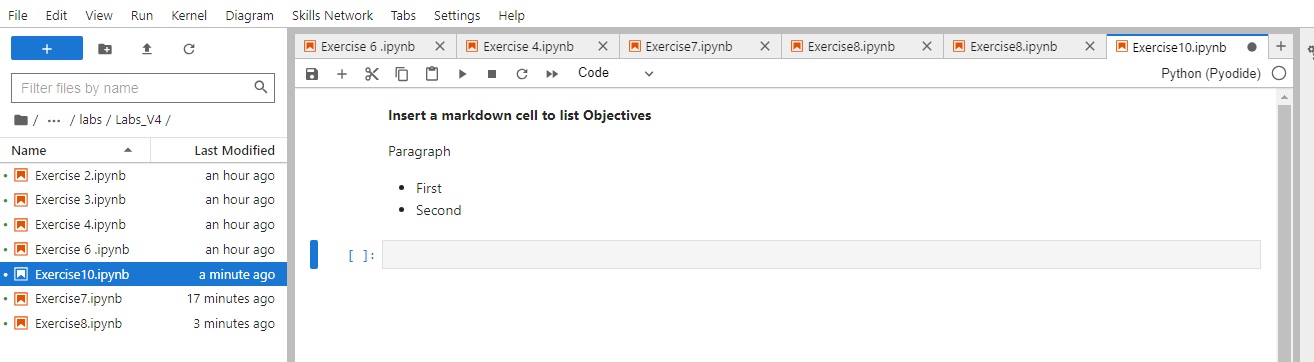 File Edit View Run Kernel Diagram Skills Network Tabs Settings Help
+
Filter files by name
/ ··· / labs / Labs_V4 /
Name Last Modified
Exercise 2.ipynb an hour ago
Exercise 3.ipynb an hour ago
Exercise 4.ipynb an hour ago
Exercise 6 .ipynb an hour ago
Exercise10.ipynb a minute ago
Exercise7.ipynb 17 minutes ago
Exercise8.ipynb 3 minutes ago
Exercise 6 .ipynb Exercise 4.ipynb Exercise7.ipynb Exercise8.ipynb Exercise8.ipynb Exercise10.ipynb
Code Python (Pyodide)
Insert a markdown cell to list Objectives
Paragraph
• First
• Second
[ ]: